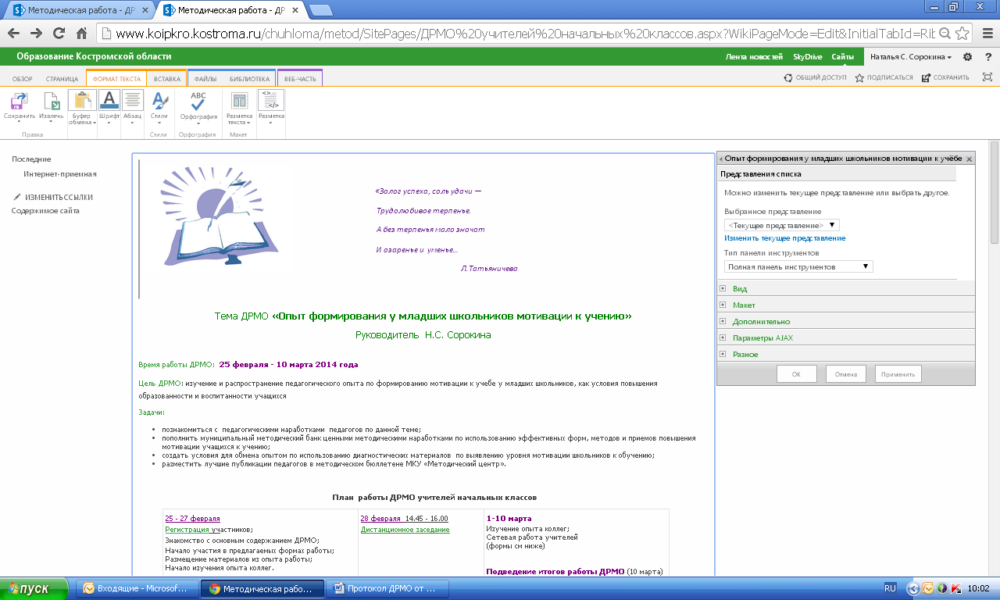 Методическая работа - ДР
Методическая работа - ДР
www.koipkro.kostroma.ru/chuhloma/metod/SitePages/ДРМО%20учителей%20начальных%20классов.aspx?WikiPageMode=Edit&InitialTabId=Rib
Образование Костромской области
Лента новостей SkyDrive Сайты Наталья С. Сорокина ?
ОБЗОР СТРАНИЦА ФОРМАТ ТЕКСТА ВСТАВКА ФАЙЛЫ БИБЛИОТЕКА ВЕБ-ЧАСТЬ
ОБЩИЙ ДОСТУП ПОДПИСАТЬСЯ СОХРАНИТЬ
ABC
Сохранить Извлечь Буфер обмена Шрифт Абзац Стили Орфография Разметка текста Разметка
Правка Стили Орфография Макет
Последние
Интернет-приемная
ИЗМЕНИТЬ ССЫЛКИ
Содержимое сайта
«Залог успеха, соль удачи —
Трудолюбивое терпенье.
А без терпенья мало значат
И озаренье и уменье...
Л.Татьяничева
Тема ДРМО «Опыт формирования у младших школьников мотивации к учению»
Руководитель Н.С. Сорокина
Время работы ДРМО: 25 февраля - 10 марта 2014 года
Цель ДРМО: изучение и распространение педагогического опыта по формированию мотивации к учебе у младших школьников, как условия повышения
образованности и воспитанности учащихся
Задачи:
• познакомиться с педагогическими наработками педагогов по данной теме;
• пополнить муниципальный методический банк ценными методическими наработками по использованию эффективных форм, методов и приемов повышения
мотивации учащихся к учению;
• создать условия для обмена опытом по использованию диагностических материалов по выявлению уровня мотивации школьников к обучению;
• разместить лучшие публикации педагогов в методическом бюллетене МКУ «Методический центр».
План работы ДРМО учителей начальных классов
25 - 27 февраля
Регистрация участников;
Знакомство с основным содержанием ДРМО;
Начало участия в предлагаемых формах работы;
Размещение материалов из опыта работы;
Начало изучения опыта коллег.
28 февраля 14.45 - 16.00
Дистанционное заседание
1-10 марта
Изучение опыта коллег;
Сетевая работа учителей
(формы см ниже)
Подведение итогов работы ДРМО (10 марта)
Опыт формирования у младших школьников мотивации к учёбе
Представления списка
Можно изменить текущее представление или выбрать другое.
Выбранное представление
<Текущее представление>
Изменить текущее представление
Тип панели инструментов
Полная панель инструментов
Вид
Макет
Дополнительно
Параметры AJAX
Разное
ОК Отмена Применить
пуск
Входящие - Microsof...
Методическая рабо...
Протокол ДРМО от ...
RU
10:02